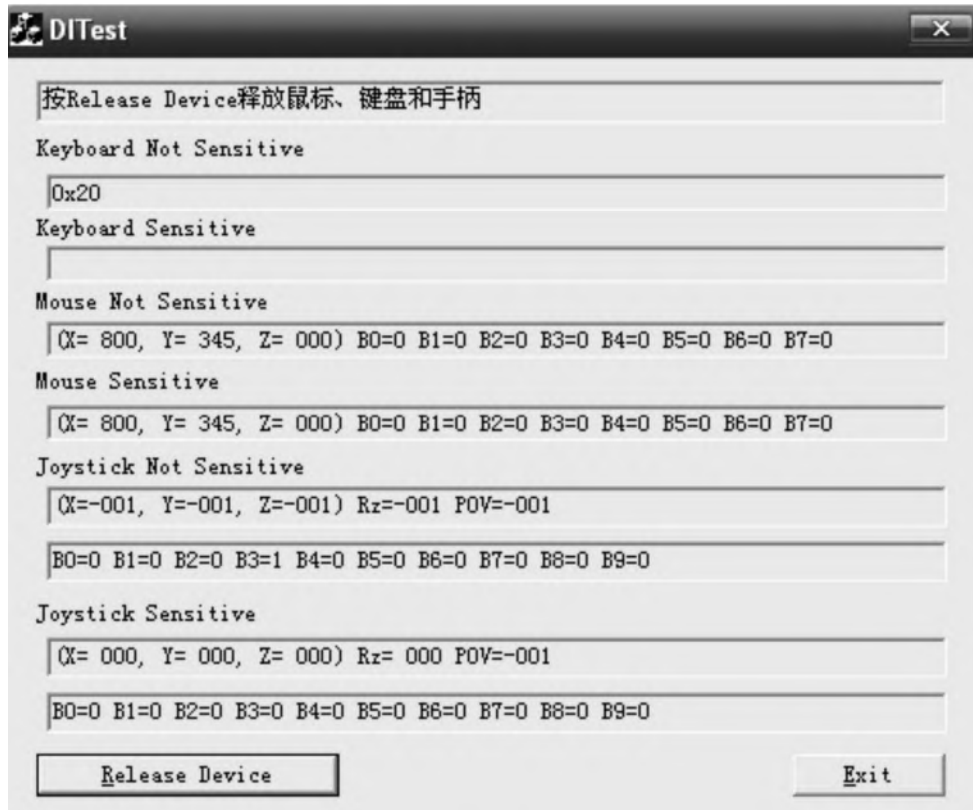 DITest
按Release Device释放鼠标、键盘和手柄
Keyboard Not Sensitive
0x20
Keyboard Sensitive
Mouse Not Sensitive
(X= 800, Y= 345, Z= 000) B0=0 B1=0 B2=0 B3=0 B4=0 B5=0 B6=0 B7=0
Mouse Sensitive
(X= 800, Y= 345, Z= 000) B0=0 B1=0 B2=0 B3=0 B4=0 B5=0 B6=0 B7=0
Joystick Not Sensitive
(X=-001, Y=-001, Z=-001) Rz=-001 POV=-001
B0=0 B1=0 B2=0 B3=1 B4=0 B5=0 B6=0 B7=0 B8=0 B9=0
Joystick Sensitive
(X= 000, Y= 000, Z= 000) Rz= 000 POV=-001
B0=0 B1=0 B2=0 B3=0 B4=0 B5=0 B6=0 B7=0 B8=0 B9=0
Release Device Exit